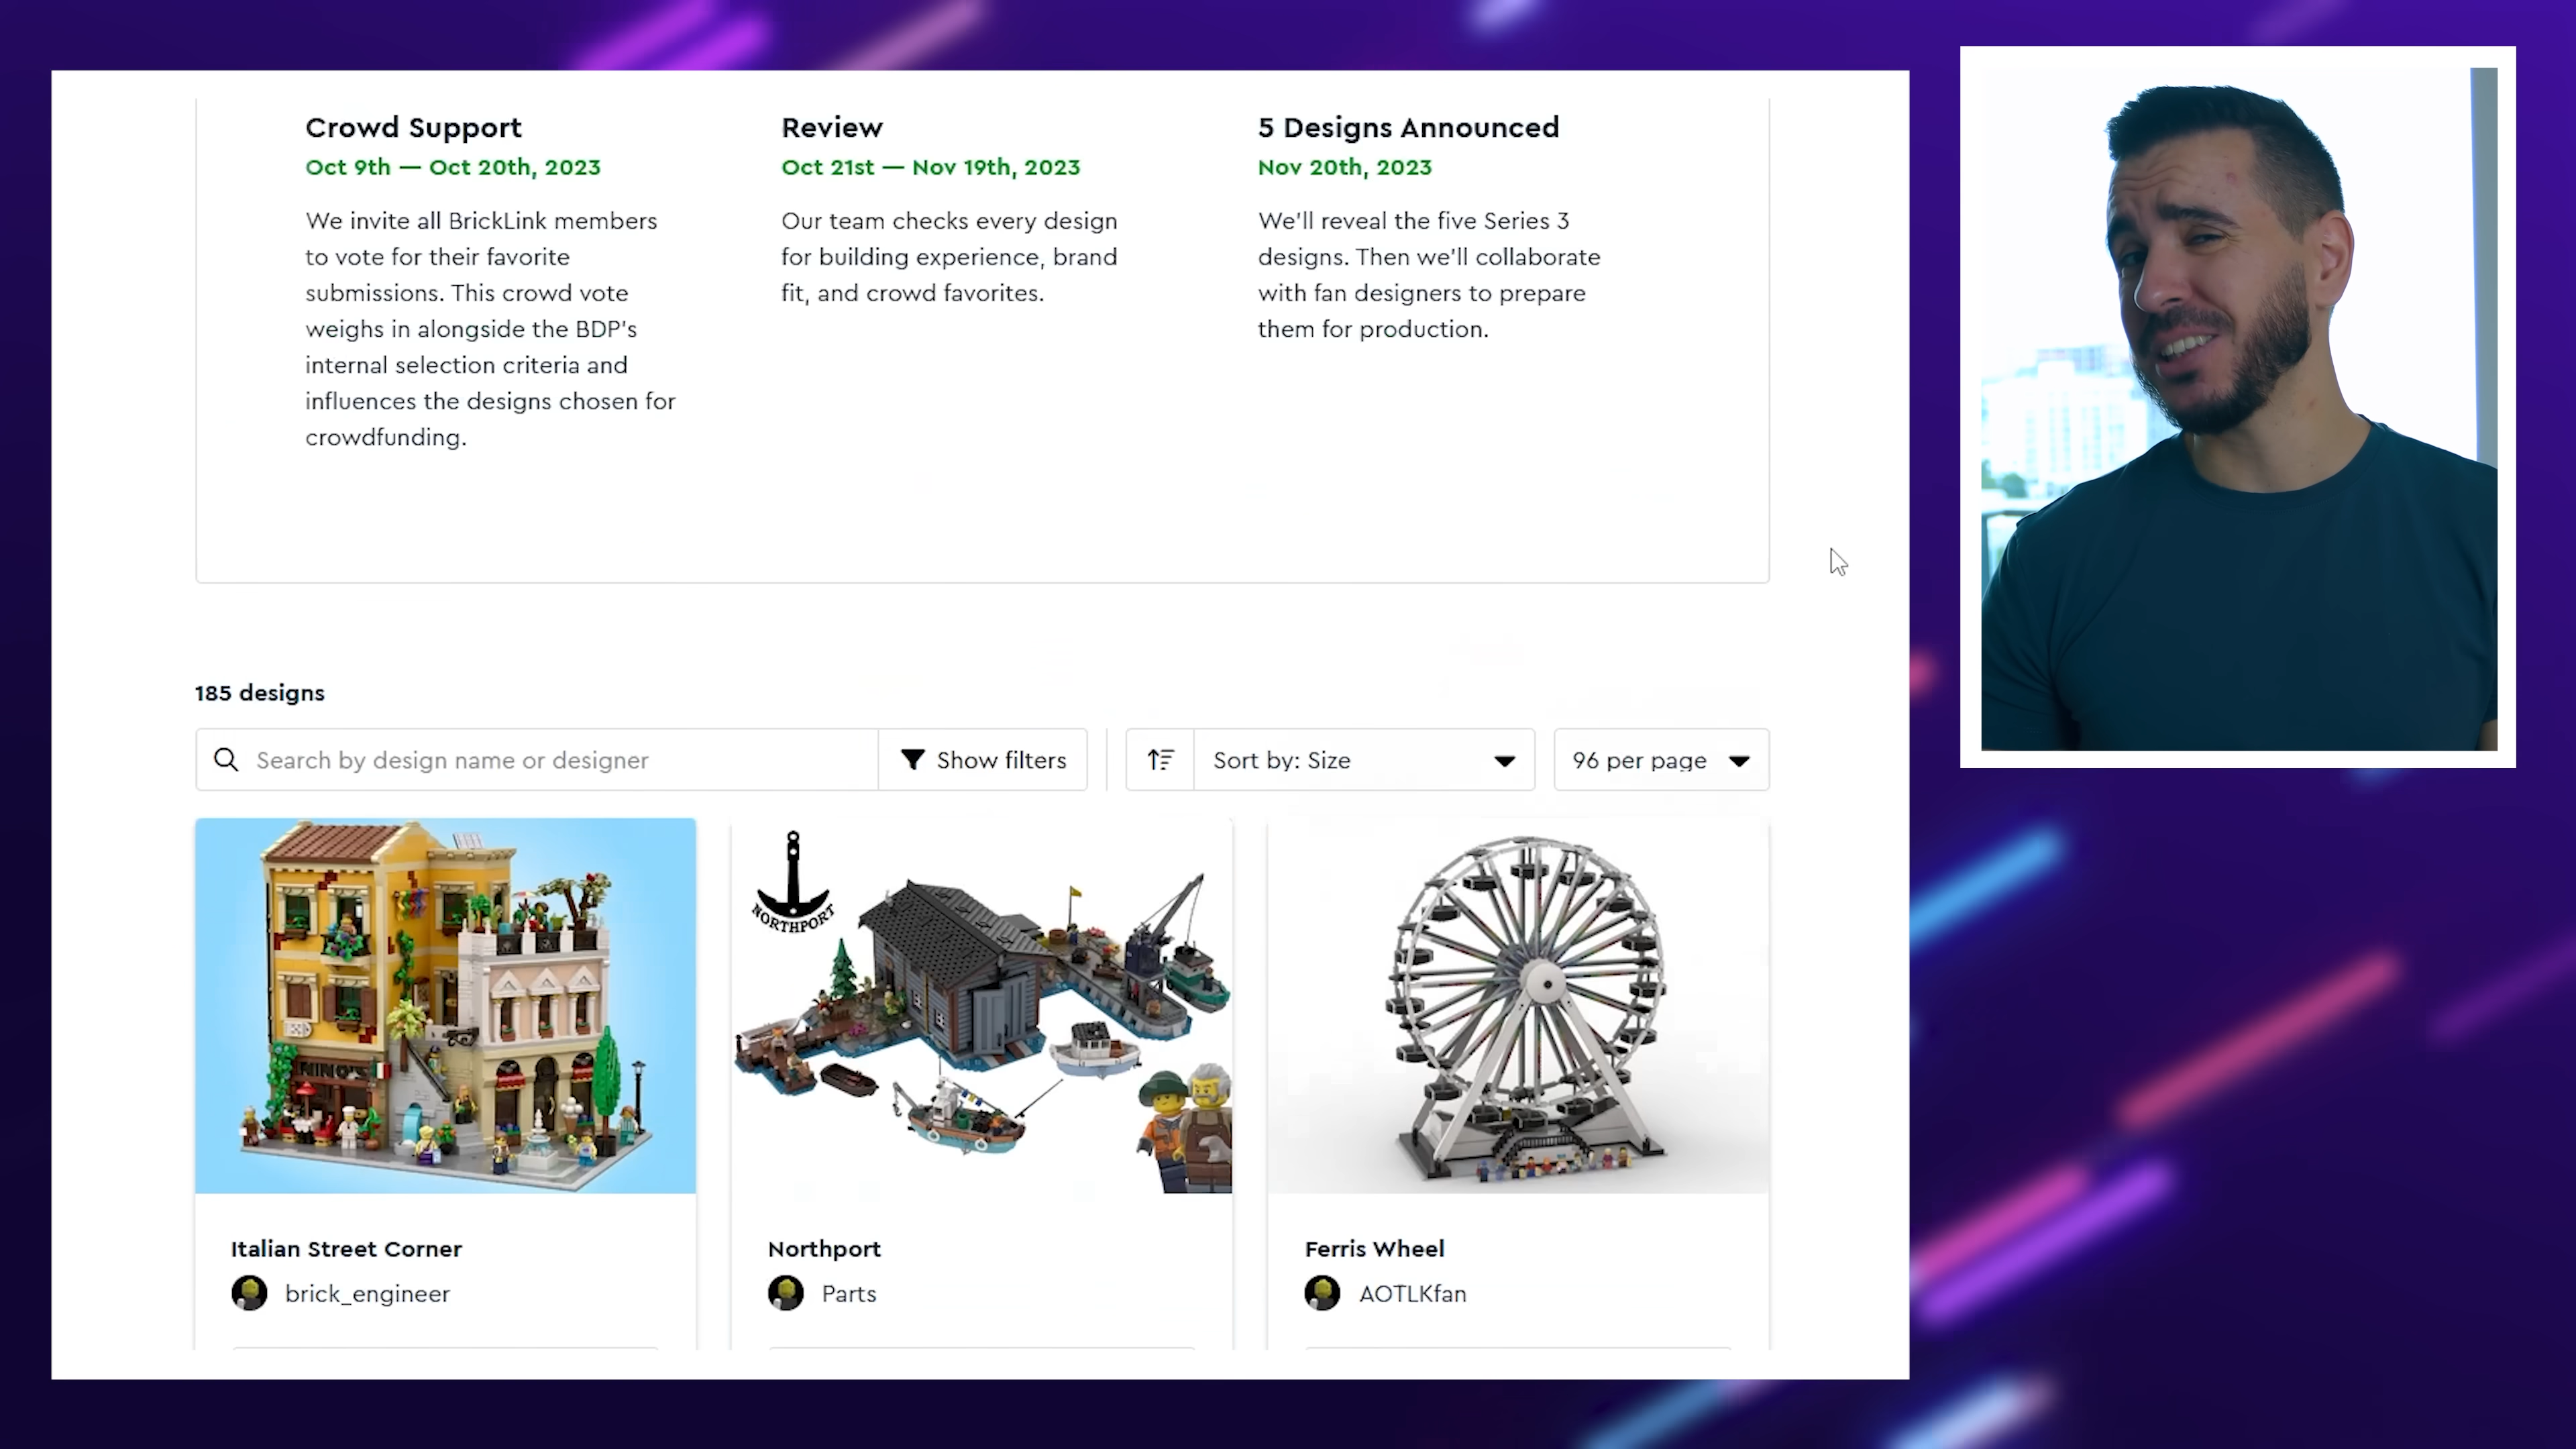 Crowd Support
Oct 9th — Oct 20th, 2023
We invite all BrickLink members
to vote for their favorite
submissions. This crowd vote
weighs in alongside the BDP's
internal selection criteria and
influences the designs chosen for
crowdfunding.
Review
Oct 21st — Nov 19th, 2023
Our team checks every design
for building experience, brand
fit, and crowd favorites.
5 Designs Announced
Nov 20th, 2023
We'll reveal the five Series 3
designs. Then we'll collaborate
with fan designers to prepare
them for production.
185 designs
Search by design name or designer
Show filters
Sort by: Size
96 per page
NINO'S
NORTHPORT
Italian Street Corner
brick_engineer
Northport
Parts
Ferris Wheel
AOTLKfan